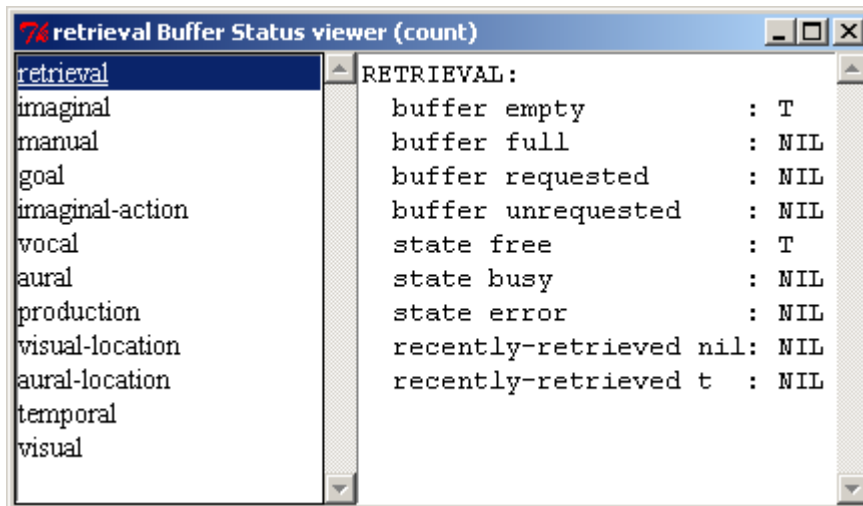 retrieval Buffer Status viewer (count)
retrieval
imaginal
manual
goal
imaginal-action
vocal
aural
production
visual-location
aural-location
temporal
visual
RETRIEVAL:
buffer empty : T
buffer full : NIL
buffer requested : NIL
buffer unrequested : NIL
state free : T
state busy : NIL
state error : NIL
recently-retrieved nil: NIL
recently-retrieved t : NIL